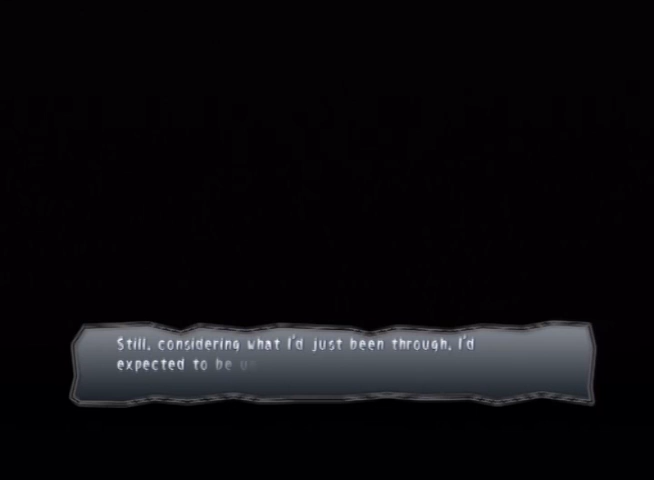 Still, considering what I'd just been through, I'd
expected to be